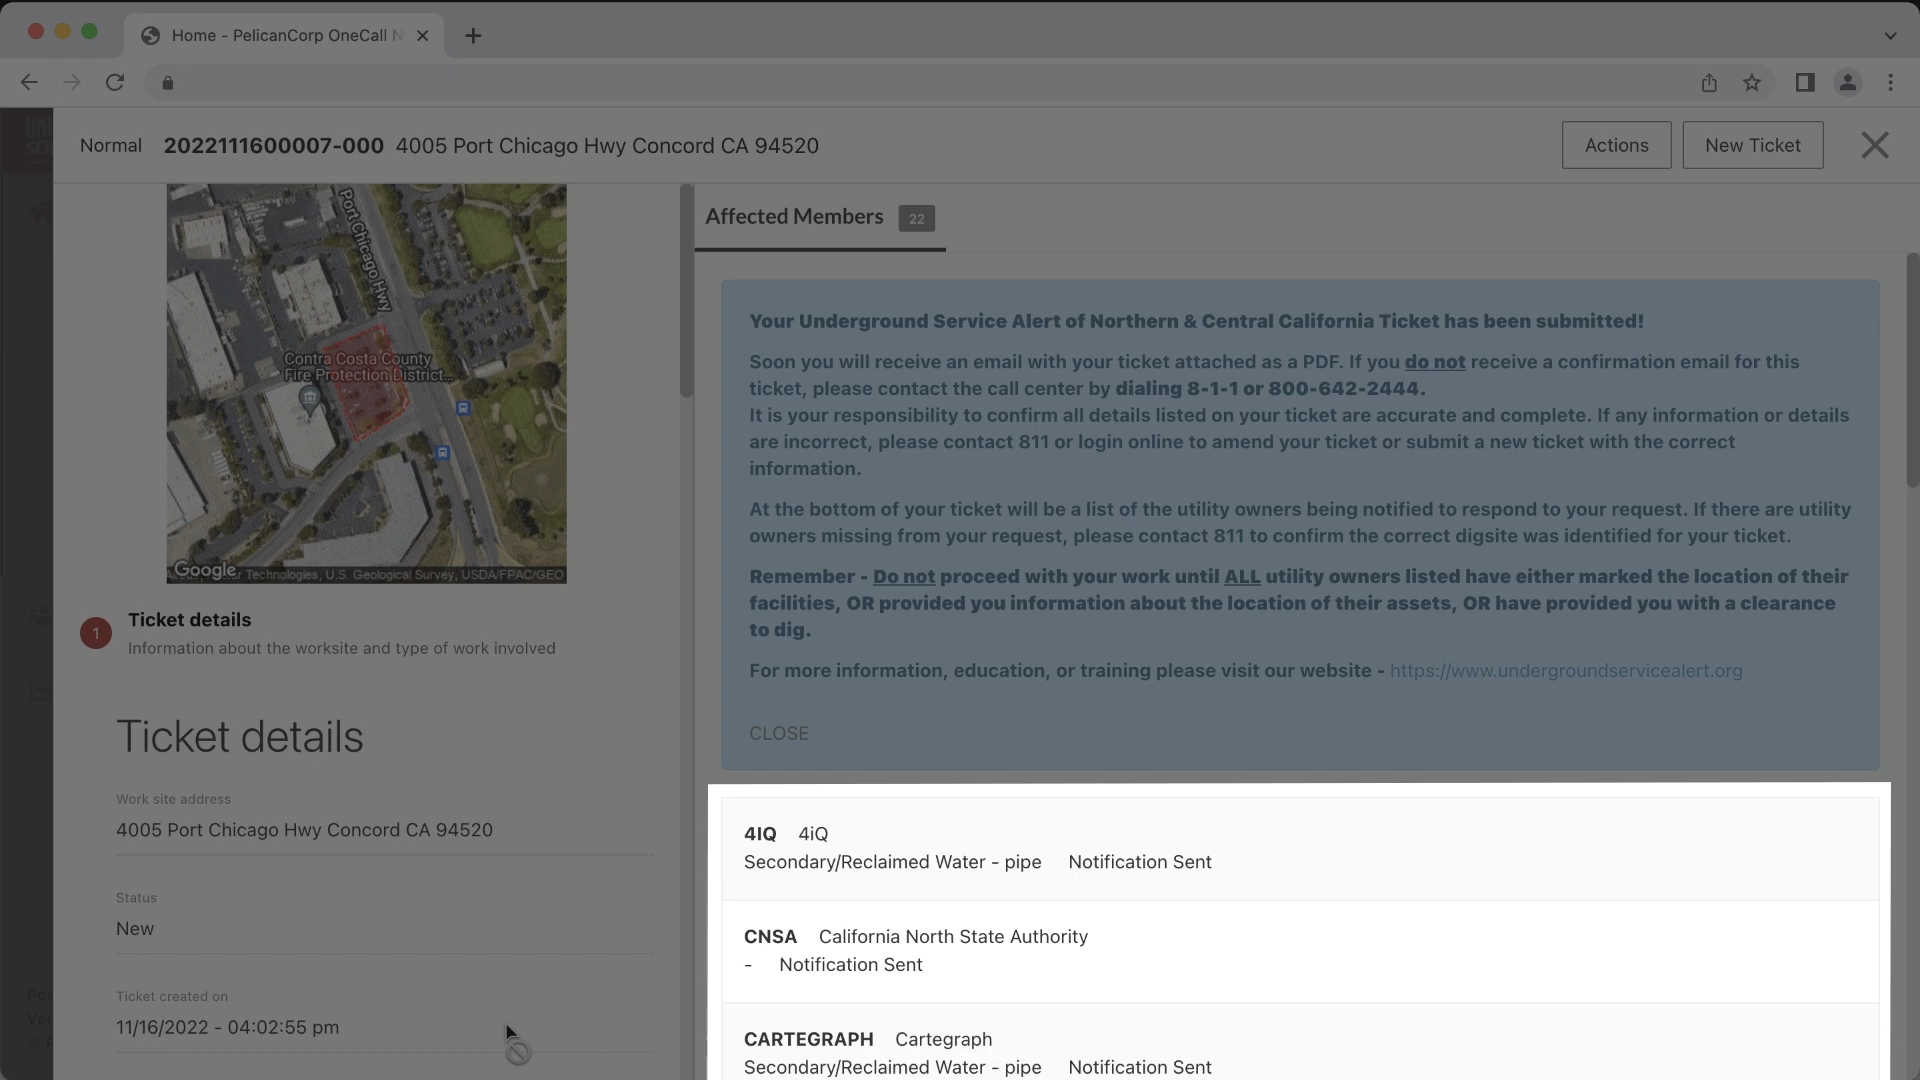 Home - PelicanCorp OneCall N
Normal 2022111600007-000 4005 Port Chicago Hwy Concord CA 94520
Actions
New Ticket
Port Chicago Hwy
Contra Costa County
Fire Protection District...
Google
Technologies, U.S. Geological Survey, USDA/FPAC/GEO
1
Ticket details
Information about the worksite and type of work involved
Ticket details
Work site address
4005 Port Chicago Hwy Concord CA 94520
Status
New
Ticket created on
11/16/2022 - 04:02:55 pm
Affected Members 22
Your Underground Service Alert of Northern & Central California Ticket has been submitted!
Soon you will receive an email with your ticket attached as a PDF. If you do not receive a confirmation email for this
ticket, please contact the call center by dialing 8-1-1 or 800-642-2444.
It is your responsibility to confirm all details listed on your ticket are accurate and complete. If any information or details
are incorrect, please contact 811 or login online to amend your ticket or submit a new ticket with the correct
information.
At the bottom of your ticket will be a list of the utility owners being notified to respond to your request. If there are utility
owners missing from your request, please contact 811 to confirm the correct digsite was identified for your ticket.
Remember - Do not proceed with your work until ALL utility owners listed have either marked the location of their
facilities, OR provided you information about the location of their assets, OR have provided you with a clearance
to dig.
For more information, education, or training please visit our website - https://www.undergroundservicealert.org
CLOSE
4IQ 4iQ
Secondary/Reclaimed Water - pipe Notification Sent
CNSA California North State Authority
- Notification Sent
CARTEGRAPH Cartegraph
Secondary/Reclaimed Water - pipe Notification Sent